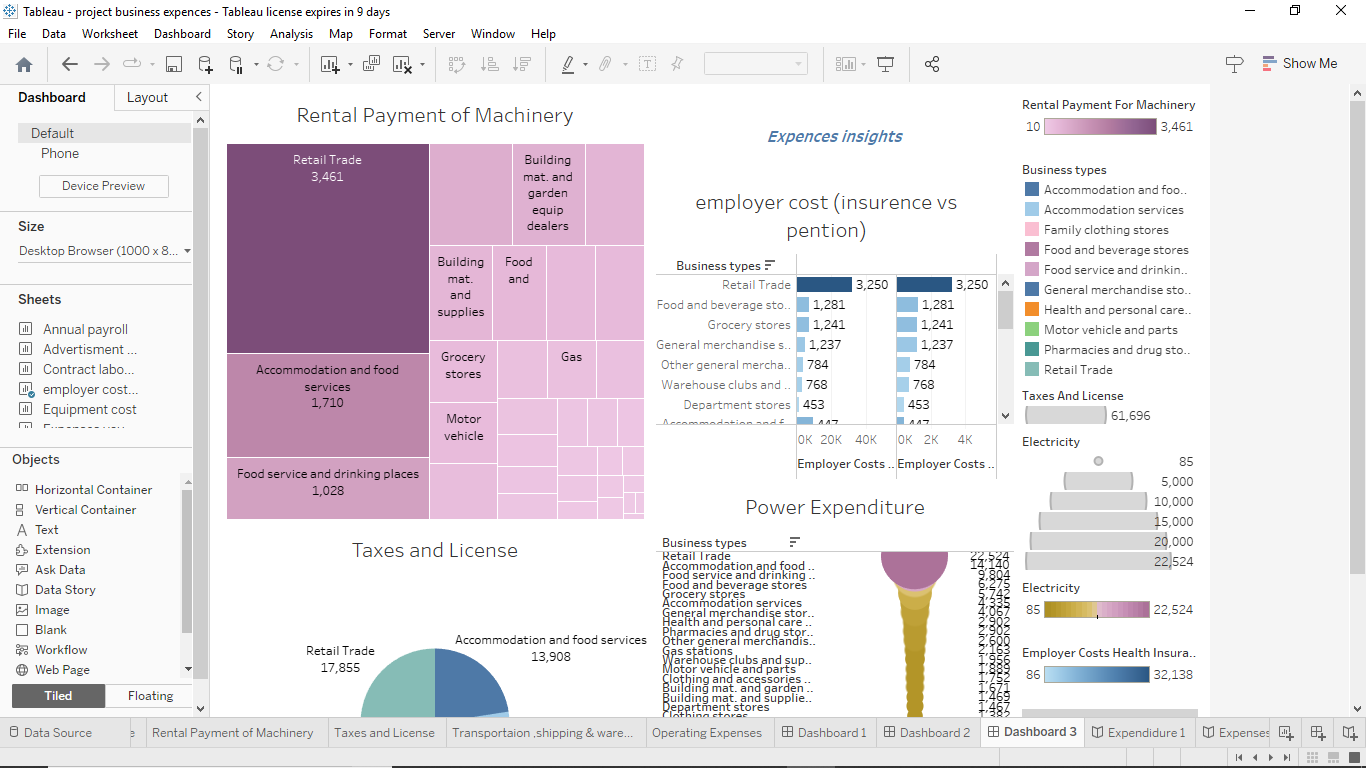 Tableau - project business expences - Tableau license expires in 9 days
File Data Worksheet Dashboard Story Analysis Map Format Server Window Help
Show Me
Dashboard Layout
Default
Phone
Device Preview
Size
Desktop Browser (1000 x 8...
Sheets
Annual payroll
Advertisment ...
Contract labo...
employer cost...
Equipment cost
Objects
Horizontal Container
Vertical Container
Text
Extension
Ask Data
Data Story
Image
Blank
Workflow
Web Page
Tiled Floating
Rental Payment of Machinery
Retail Trade
3,461
Accommodation and food
services
1,710
Food service and drinking places
1,028
Building
mat. and
garden
equip
dealers
Building
mat.
and
supplies
Food
and
Grocery
stores
Gas
Motor
vehicle
Taxes and License
Retail Trade
17,855
Accommodation and food services
13,908
Expences insights
employer cost (insurence vs
pention)
Business types
Retail Trade 3,250 3,250
Food and beverage sto.. 1,281 1,281
Grocery stores 1,241 1,241
General merchandise s.. 1,237 1,237
Other general mercha.. 784 784
Warehouse clubs and .. 768 768
Department stores 453 453
Accommodation and f.. 447 447
0K 20K 40K 0K 2K 4K
Employer Costs .. Employer Costs ..
Power Expenditure
Business types
Retail Trade 22,524
Accommodation and food .. 14,140
Food service and drinking .. 9,804
Food and beverage stores 6,275
Grocery stores 5,742
Accommodation services 4,335
General merchandise stor.. 4,067
Health and personal care .. 2,902
Pharmacies and drug stor.. 2,902
Other general merchandis.. 2,600
Gas stations 2,163
Warehouse clubs and sup.. 1,956
Motor vehicle and parts 1,889
Clothing and accessories .. 1,752
Building mat. and garden .. 1,671
Building mat. and supplie.. 1,469
Department stores 1,467
Clothing stores 1,382
Rental Payment For Machinery
10 3,461
Business types
Accommodation and foo..
Accommodation services
Family clothing stores
Food and beverage stores
Food service and drinkin..
General merchandise sto..
Health and personal care..
Motor vehicle and parts
Pharmacies and drug sto..
Retail Trade
Taxes And License
61,696
Electricity
85
5,000
10,000
15,000
20,000
22,524
Electricity
85 22,524
Employer Costs Health Insura..
86 32,138
Data Source e Rental Payment of Machinery Taxes and License Transportaion ,shipping & ware... Operating Expenses Dashboard 1 Dashboard 2 Dashboard 3 Expendidure 1 Expenses